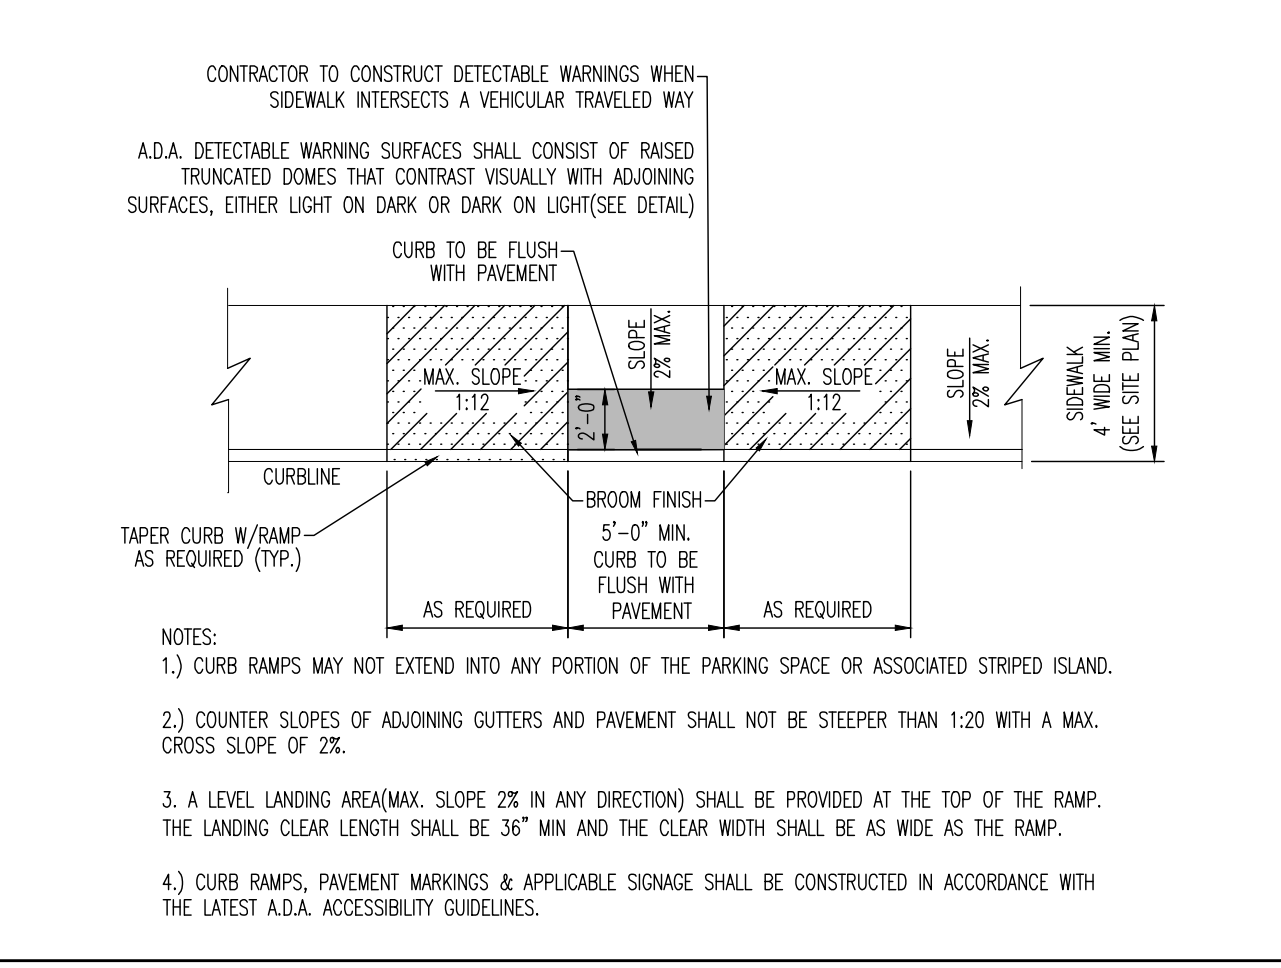 CONTRACTOR TO CONSTRUCT DETECTABLE WARNINGS WHEN
SIDEWALK INTERSECTS A VEHICULAR TRAVELED WAY
A.D.A. DETECTABLE WARNING SURFACES SHALL CONSIST OF RAISED
TRUNCATED DOMES THAT CONTRAST VISUALLY WITH ADJOINING
SURFACES, EITHER LIGHT ON DARK OR DARK ON LIGHT(SEE DETAIL)
CURB TO BE FLUSH
WITH PAVEMENT
MAX. SLOPE
1:12
SLOPE
2% MAX.
2'-0"
MAX. SLOPE
1:12
SLOPE
2% MAX.
SIDEWALK
4' WIDE MIN.
(SEE SITE PLAN)
CURBLINE
TAPER CURB W/RAMP
AS REQUIRED (TYP.)
BROOM FINISH
5'-0" MIN.
CURB TO BE
FLUSH WITH
PAVEMENT
AS REQUIRED
AS REQUIRED
NOTES:
1.) CURB RAMPS MAY NOT EXTEND INTO ANY PORTION OF THE PARKING SPACE OR ASSOCIATED STRIPED ISLAND.
2.) COUNTER SLOPES OF ADJOINING GUTTERS AND PAVEMENT SHALL NOT BE STEEPER THAN 1:20 WITH A MAX.
CROSS SLOPE OF 2%.
3. A LEVEL LANDING AREA(MAX. SLOPE 2% IN ANY DIRECTION) SHALL BE PROVIDED AT THE TOP OF THE RAMP.
THE LANDING CLEAR LENGTH SHALL BE 36" MIN AND THE CLEAR WIDTH SHALL BE AS WIDE AS THE RAMP.
4.) CURB RAMPS, PAVEMENT MARKINGS & APPLICABLE SIGNAGE SHALL BE CONSTRUCTED IN ACCORDANCE WITH
THE LATEST A.D.A. ACCESSIBILITY GUIDELINES.